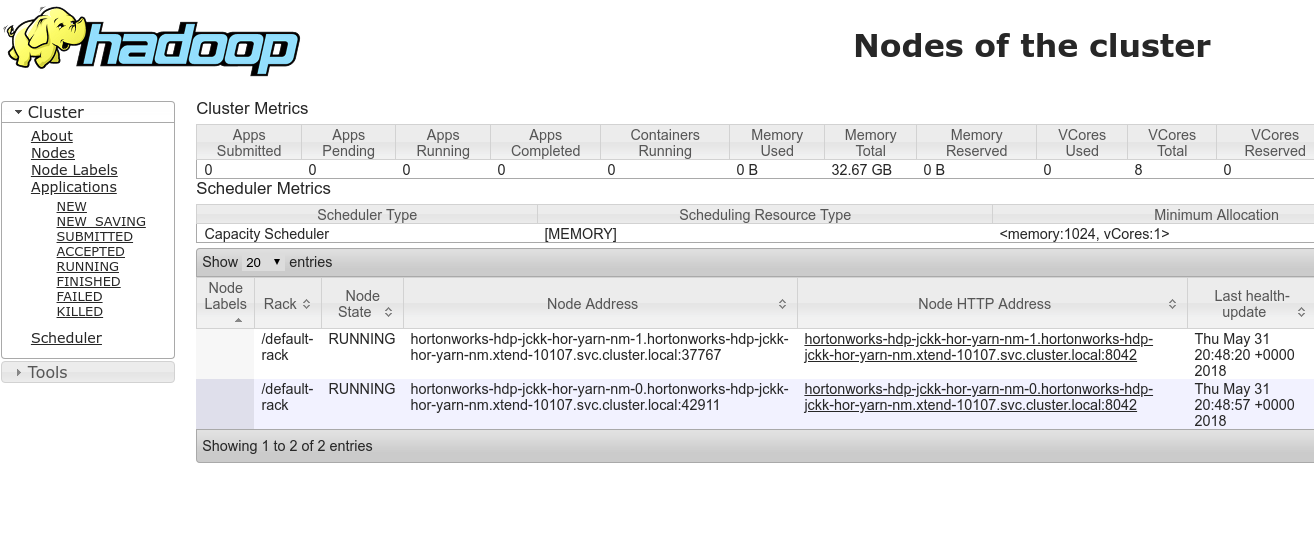 hadoop
Nodes of the cluster
Cluster
About
Nodes
Node Labels
Applications
NEW
NEW_SAVING
SUBMITTED
ACCEPTED
RUNNING
FINISHED
FAILED
KILLED
Scheduler
Tools
Cluster Metrics
Apps Submitted Apps Pending Apps Running Apps Completed Containers Running Memory Used Memory Total Memory Reserved VCores Used VCores Total VCores Reserved
0 0 0 0 0 0 B 32.67 GB 0 B 0 8 0
Scheduler Metrics
Scheduler Type Scheduling Resource Type Minimum Allocation
Capacity Scheduler [MEMORY] <memory:1024, vCores:1>
Show 20 entries
Node Labels Rack Node State Node Address Node HTTP Address Last health-update
/default- RUNNING hortonworks-hdp-jckk-hor-yarn-nm-1.hortonworks-hdp-jckk- hortonworks-hdp-jckk-hor-yarn-nm-1.hortonworks-hdp- Thu May 31
rack hor-yarn-nm.xtend-10107.svc.cluster.local:37767 jckk-hor-yarn-nm.xtend-10107.svc.cluster.local:8042 20:48:20 +0000
2018
/default- RUNNING hortonworks-hdp-jckk-hor-yarn-nm-0.hortonworks-hdp-jckk- hortonworks-hdp-jckk-hor-yarn-nm-0.hortonworks-hdp- Thu May 31
rack hor-yarn-nm.xtend-10107.svc.cluster.local:42911 jckk-hor-yarn-nm.xtend-10107.svc.cluster.local:8042 20:48:57 +0000
2018
Showing 1 to 2 of 2 entries